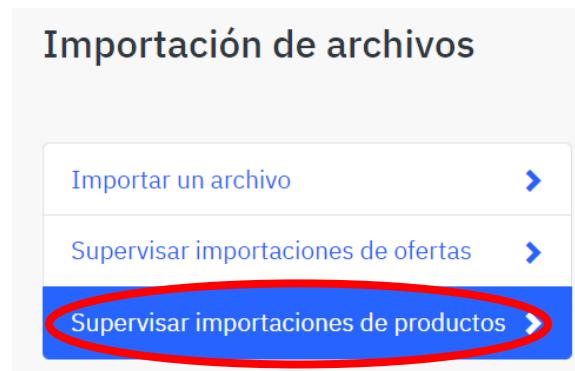 Importación de archivos
Importar un archivo
Supervisar importaciones de ofertas
Supervisar importaciones de productos